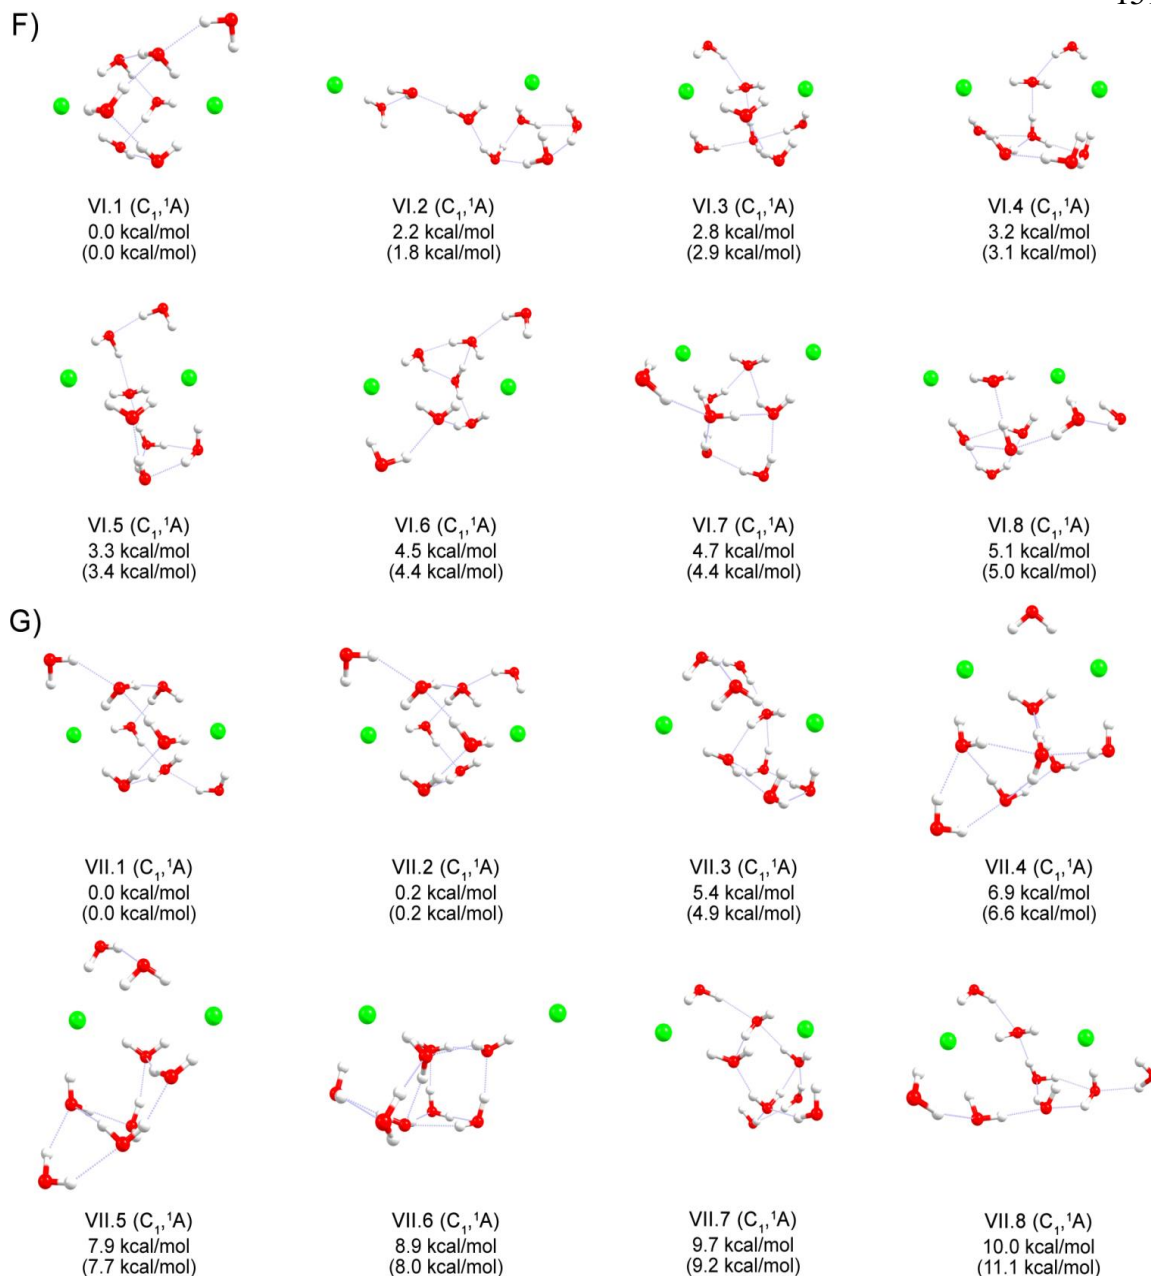 F)
VI.1 (C₁,¹A) VI.2 (C₁,¹A) VI.3 (C₁,¹A) VI.4 (C₁,¹A)
0.0 kcal/mol 2.2 kcal/mol 2.8 kcal/mol 3.2 kcal/mol
(0.0 kcal/mol) (1.8 kcal/mol) (2.9 kcal/mol) (3.1 kcal/mol)
VI.5 (C₁,¹A) VI.6 (C₁,¹A) VI.7 (C₁,¹A) VI.8 (C₁,¹A)
3.3 kcal/mol 4.5 kcal/mol 4.7 kcal/mol 5.1 kcal/mol
(3.4 kcal/mol) (4.4 kcal/mol) (4.4 kcal/mol) (5.0 kcal/mol)
G)
VII.1 (C₁,¹A) VII.2 (C₁,¹A) VII.3 (C₁,¹A) VII.4 (C₁,¹A)
0.0 kcal/mol 0.2 kcal/mol 5.4 kcal/mol 6.9 kcal/mol
(0.0 kcal/mol) (0.2 kcal/mol) (4.9 kcal/mol) (6.6 kcal/mol)
VII.5 (C₁,¹A) VII.6 (C₁,¹A) VII.7 (C₁,¹A) VII.8 (C₁,¹A)
7.9 kcal/mol 8.9 kcal/mol 9.7 kcal/mol 10.0 kcal/mol
(7.7 kcal/mol) (8.0 kcal/mol) (9.2 kcal/mol) (11.1 kcal/mol)